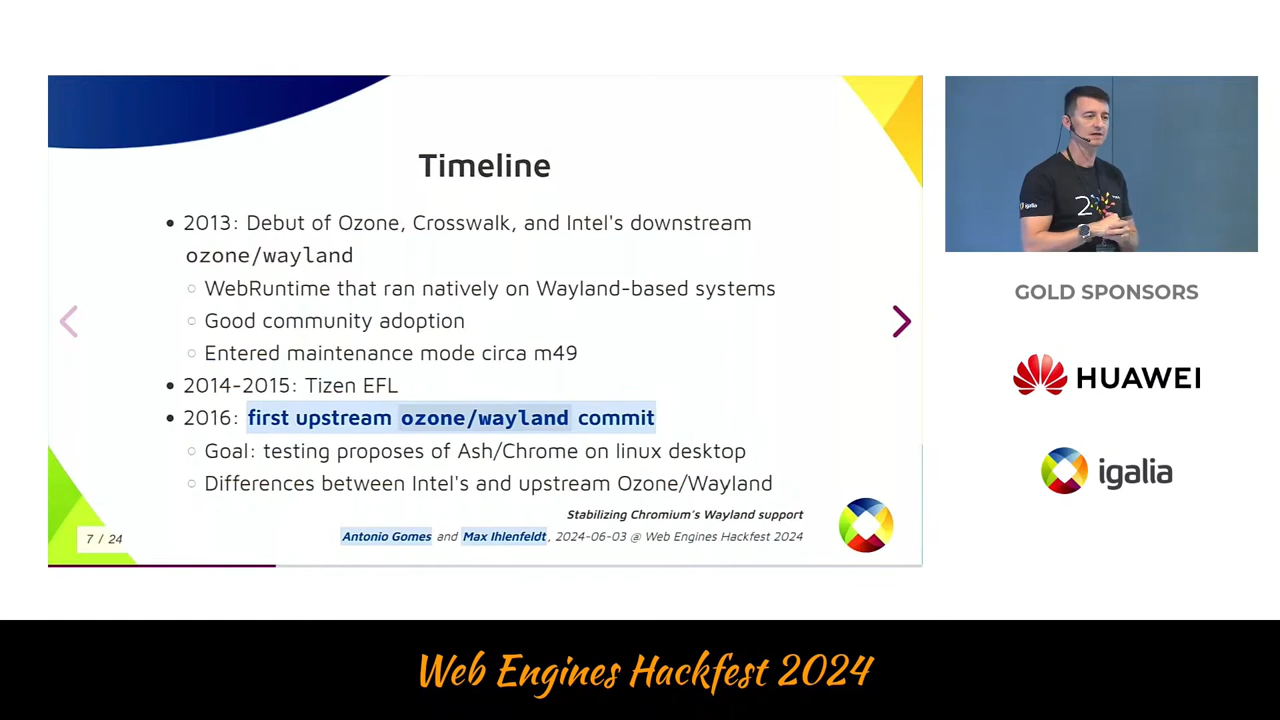 Timeline
• 2013: Debut of Ozone, Crosswalk, and Intel's downstream
ozone/wayland
○ WebRuntime that ran natively on Wayland-based systems
○ Good community adoption
○ Entered maintenance mode circa m49
• 2014-2015: Tizen EFL
• 2016: first upstream ozone/wayland commit
○ Goal: testing proposes of Ash/Chrome on linux desktop
○ Differences between Intel's and upstream Ozone/Wayland
Stabilizing Chromium's Wayland support
Antonio Gomes and Max Ihlenfeldt, 2024-06-03 @ Web Engines Hackfest 2024
7 / 24
igalia
GOLD SPONSORS
HUAWEI
igalia
Web Engines Hackfest 2024